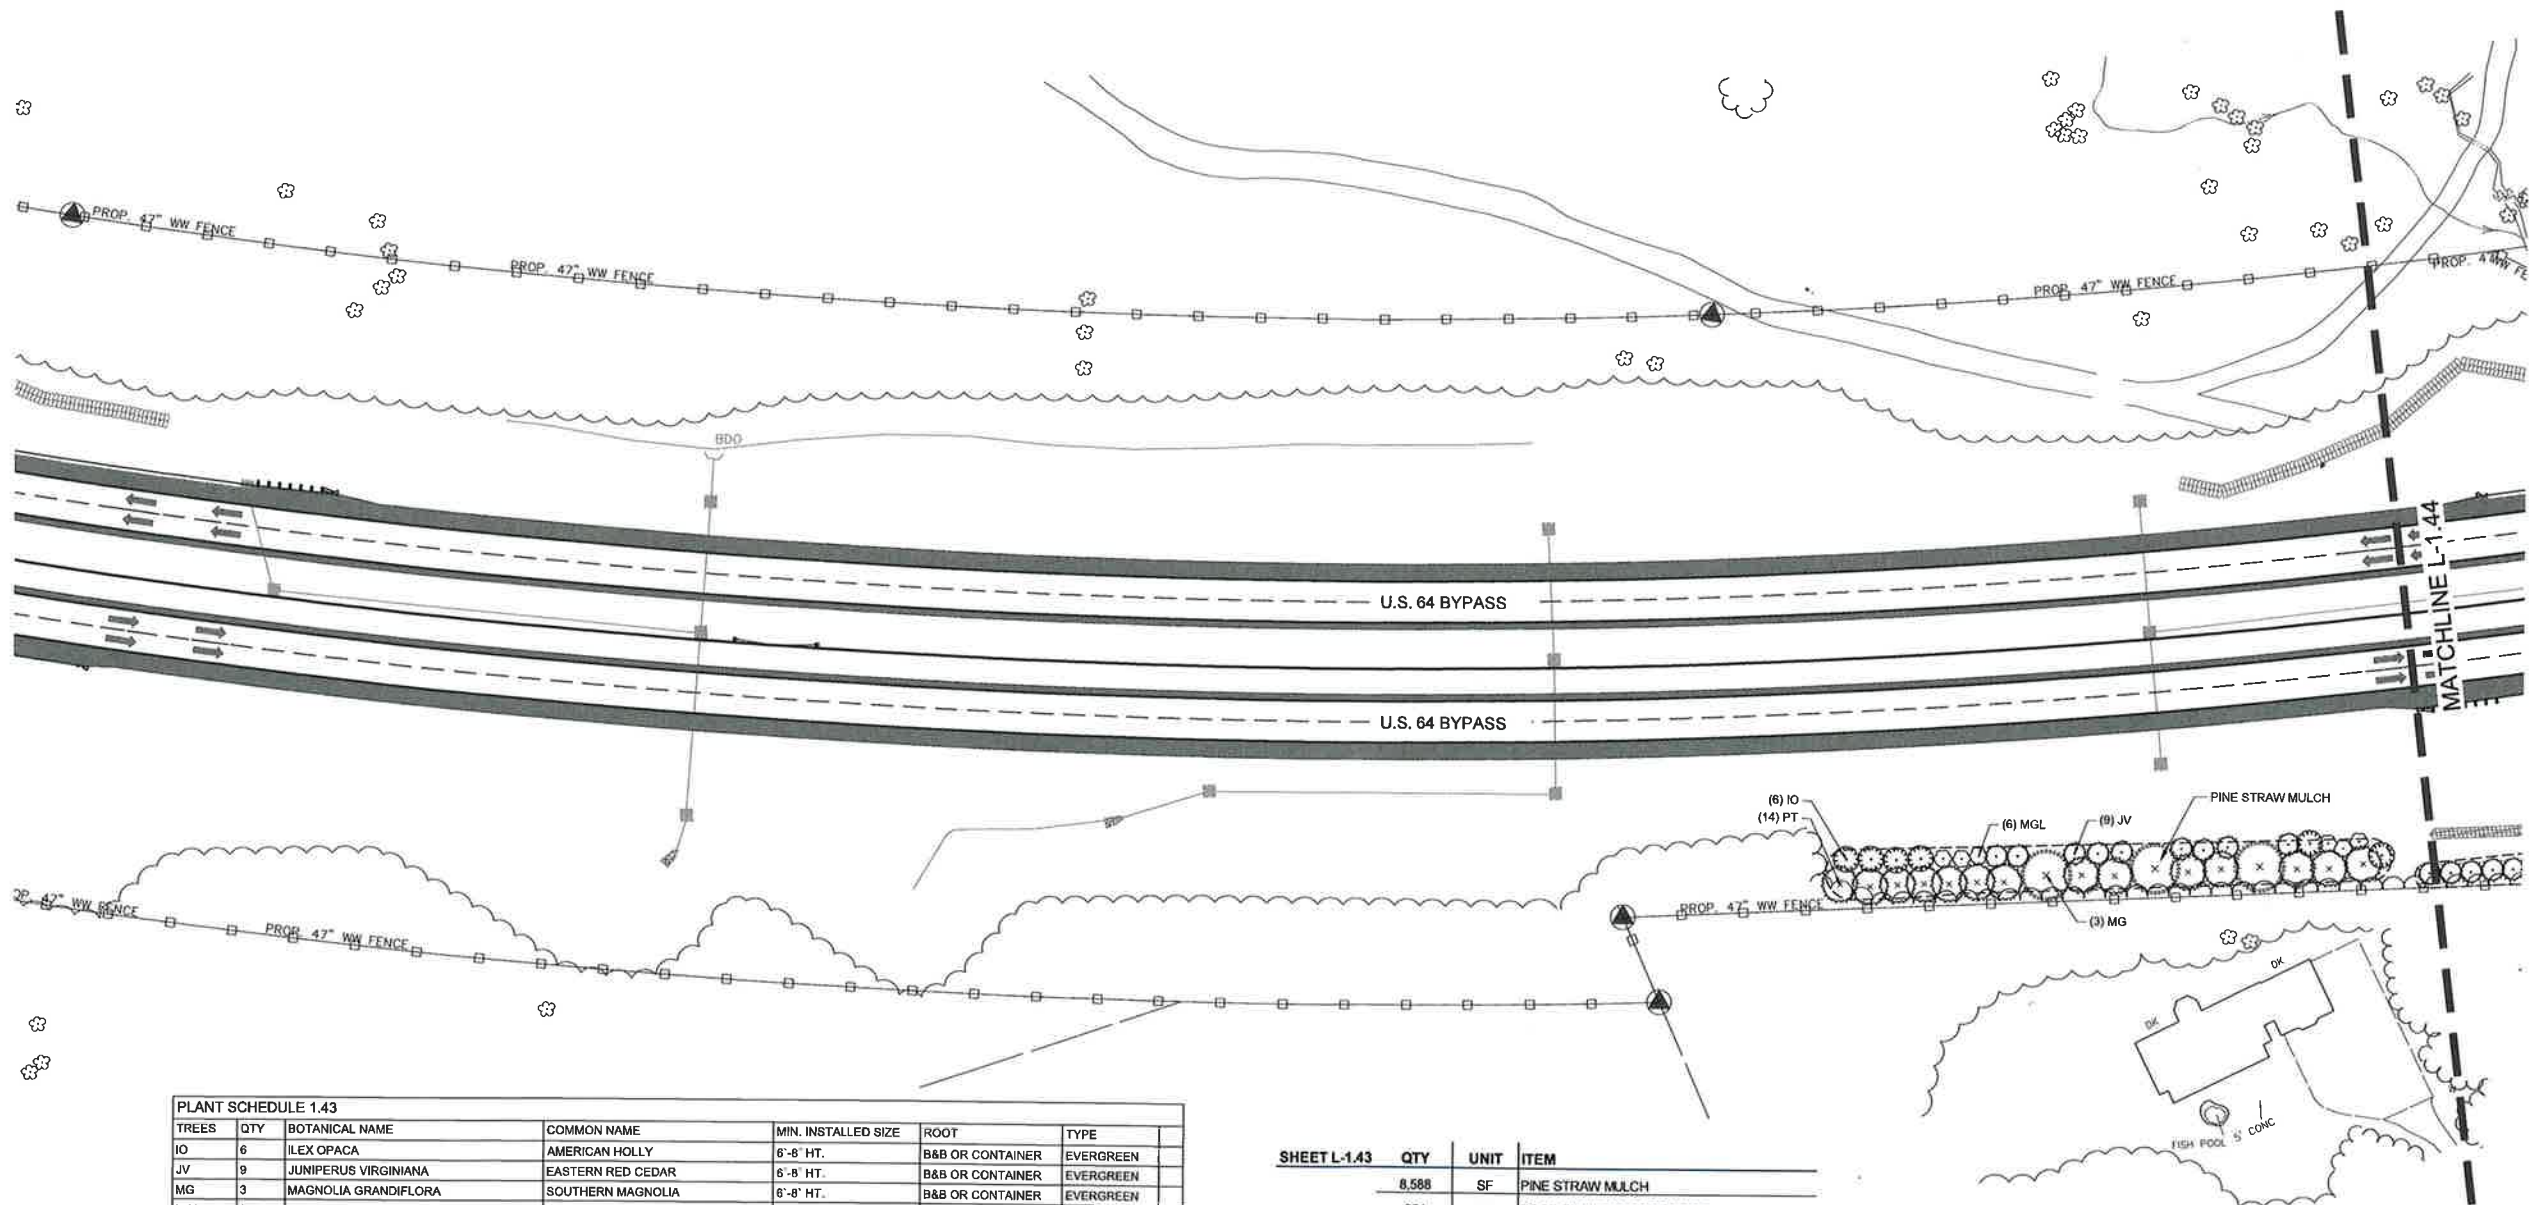 PROP. 47" WW FENCE
PROP. 47" WW FENCE
PROP. 47" WW FENCE
BDO
U.S. 64 BYPASS
U.S. 64 BYPASS
MATCHLINE L-1.44
(6) IO
(14) PT
(6) MGL
(9) JV
PINE STRAW MULCH
(3) MG
47" WW FENCE
PROP. 47" WW FENCE
PROP. 47" WW FENCE
DK
DK
FISH POOL
5' CONC
PLANT SCHEDULE 1.43
TREES QTY BOTANICAL NAME COMMON NAME MIN. INSTALLED SIZE ROOT TYPE
IO 6 ILEX OPACA AMERICAN HOLLY 6'-8' HT. B&B OR CONTAINER EVERGREEN
JV 9 JUNIPERUS VIRGINIANA EASTERN RED CEDAR 6'-8' HT. B&B OR CONTAINER EVERGREEN
MG 3 MAGNOLIA GRANDIFLORA SOUTHERN MAGNOLIA 6'-8' HT. B&B OR CONTAINER EVERGREEN
SHEET L-1.43 QTY UNIT ITEM
8,588 SF PINE STRAW MULCH